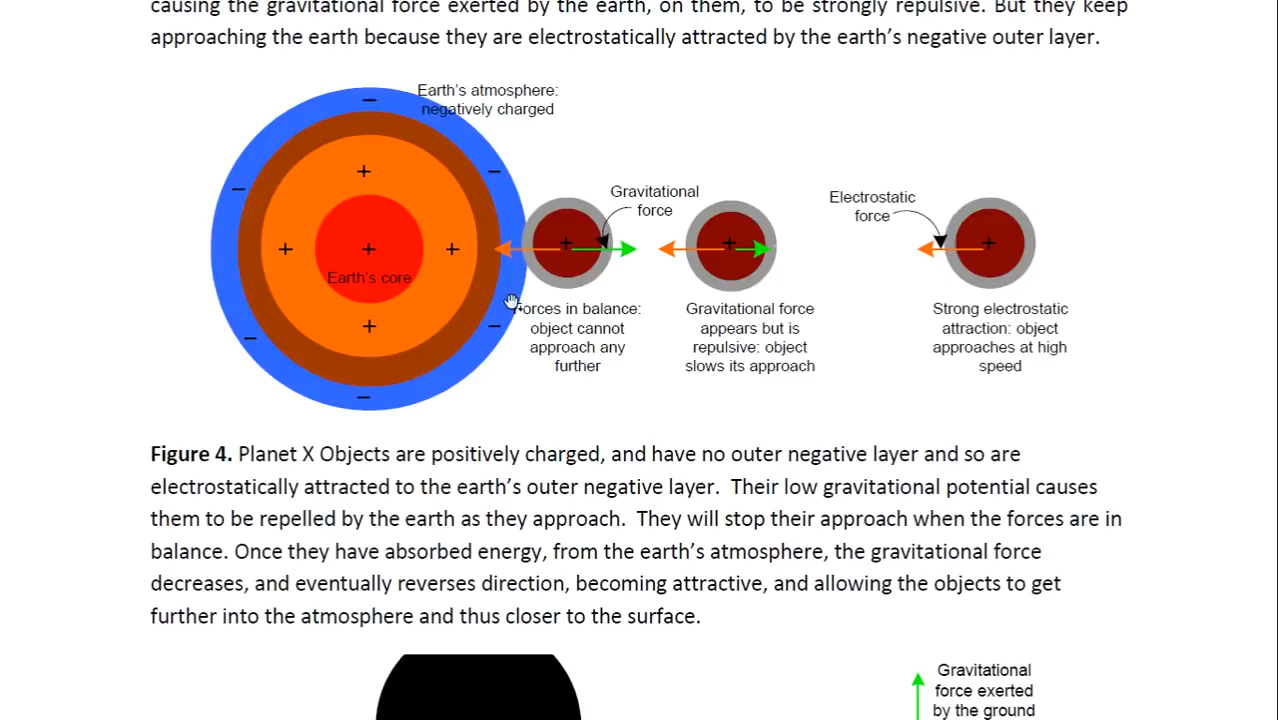 causing the gravitational force exerted by the earth, on them, to be strongly repulsive. But they keep
approaching the earth because they are electrostatically attracted by the earth's negative outer layer.
Earth's atmosphere:
negatively charged
Gravitational
force
Electrostatic
force
Earth's core
Forces in balance:
object cannot
approach any
further
Gravitational force
appears but is
repulsive: object
slows its approach
Strong electrostatic
attraction: object
approaches at high
speed
Figure 4. Planet X Objects are positively charged, and have no outer negative layer and so are
electrostatically attracted to the earth's outer negative layer.  Their low gravitational potential causes
them to be repelled by the earth as they approach.  They will stop their approach when the forces are in
balance. Once they have absorbed energy, from the earth's atmosphere, the gravitational force
decreases, and eventually reverses direction, becoming attractive, and allowing the objects to get
further into the atmosphere and thus closer to the surface.
Gravitational
force exerted
by the ground